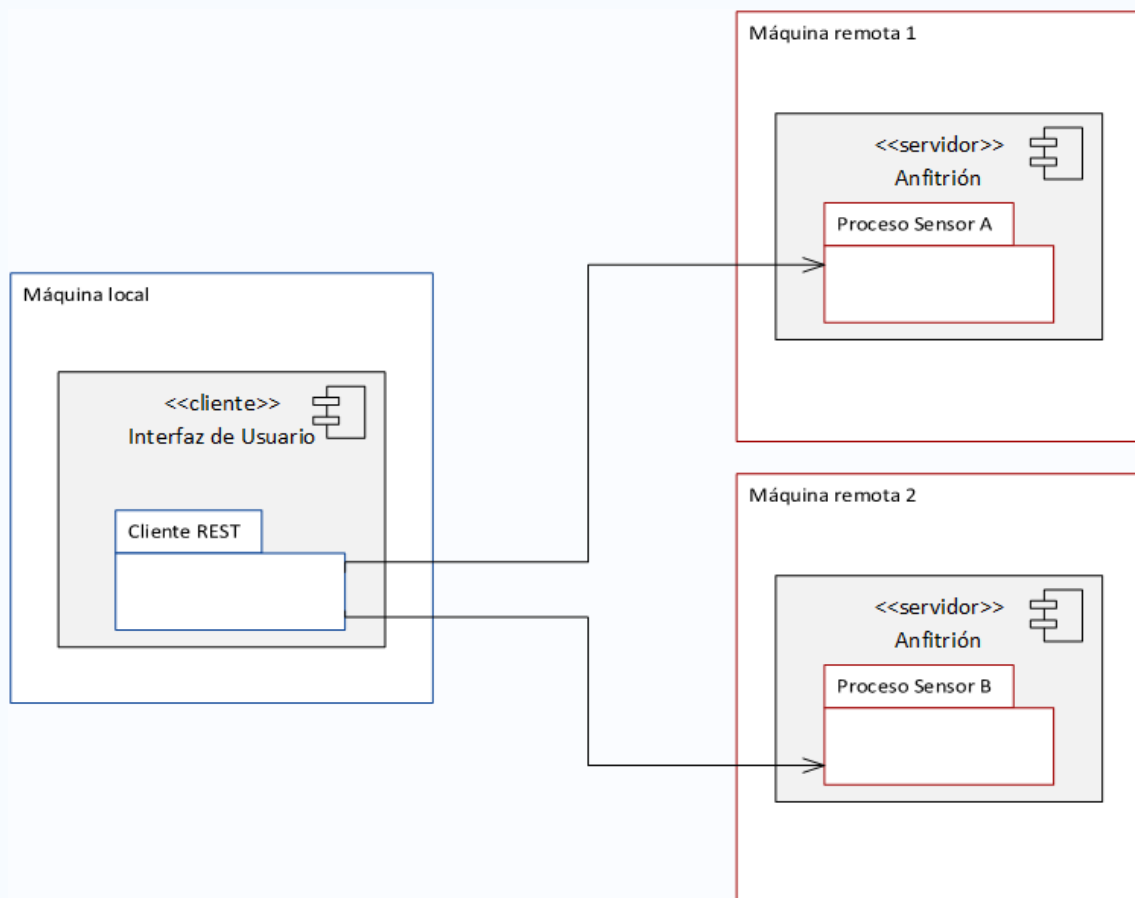 Máquina remota 1
<<servidor>>
Anfitrión
Proceso Sensor A
Máquina local
<<cliente>>
Interfaz de Usuario
Cliente REST
Máquina remota 2
<<servidor>>
Anfitrión
Proceso Sensor B